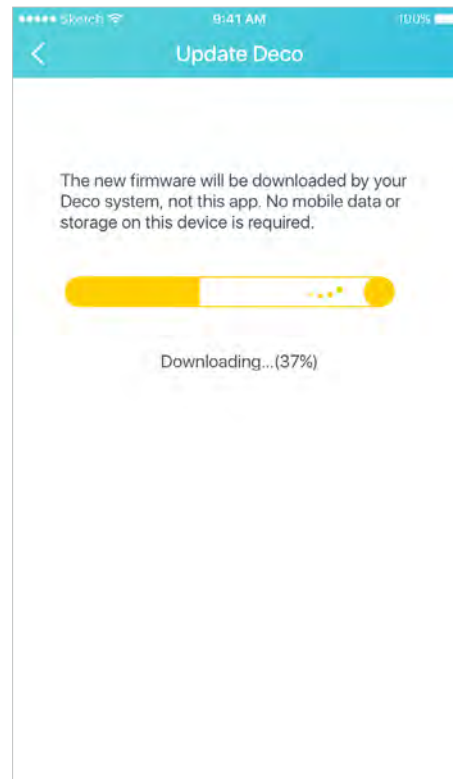 ●●●●● Sketch 9:41 AM 100%
Update Deco
The new firmware will be downloaded by your
Deco system, not this app. No mobile data or
storage on this device is required.
Downloading...(37%)